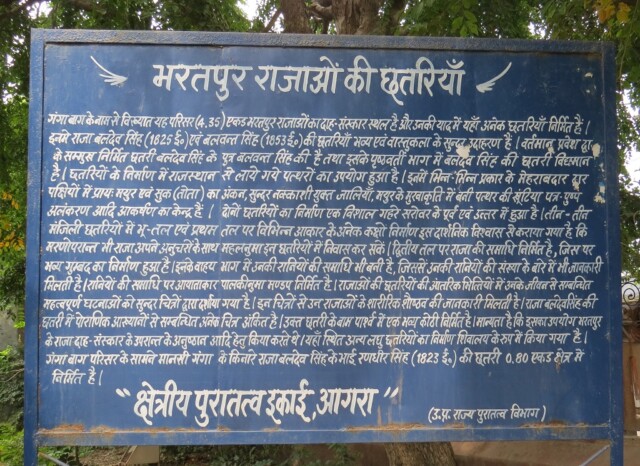 भरतपुर राजाओं की छतरियाँ
गंगा बाग के नाम से विख्यात यह परिसर (4.35) एकड़ भरतपुर राजाओं का दाह-संस्कार स्थल है और उनकी याद में यहाँ अनेक छतरियाँ निर्मित है।
इनमें राजा बलदेव सिंह (1825 ई०) एवं बलवन्त सिंह (1853 ई०) की छतरियाँ भव्य एवं वास्तुकला के सुन्दर उदाहरण हैं। वर्तमान प्रवेश द्वार
के सम्मुख निर्मित छतरी बलदेव सिंह के पुत्र बलवन्त सिंह की है तथा इसके पृष्ठवर्ती भाग में बलदेव सिंह की छतरी विद्यमान
है। छतरियों के निर्माण में राजस्थान से लाये गये पत्थरों का उपयोग हुआ है। इनमें भिन्न-भिन्न प्रकार के मेहराबदार द्वार
पक्षियों में प्रायः मयूर एवं सुक (तोता) का अंकन, सुन्दर नक्काशी युक्त जालियाँ, मयूर के मुखाकृति में बनी पत्थर की खूंटियां पत्र-पुष्प
अलंकरण आदि आकर्षण का केन्द्र हैं। दोनों छतरियों का निर्माण एक विशाल गहरे सरोवर के पूर्व एवं उत्तर में हुआ है। तीन-तीन
मंजिली छतरियों में भू-तल एवं प्रथम तल पर विभिन्न आकार के अनेक कक्षों निर्माण इस दार्शनिक विश्वास से कराया गया है कि
मरणोपरान्त भी राजा अपने अनुचरों के साथ महलनुमा इन छतरियों में निवास कर सकें। द्वितीय तल पर राजा की समाधि निर्मित है, जिस पर
भव्य गुम्बद का निर्माण हुआ है। इनके वाह्य भाग में उनकी रानियों की समाधि भी बनी है, जिससे उनकी रानियों की संख्या के बारे में भी जानकारी
मिलती है। रानियों की समाधि पर आयताकार पालकीनुमा मण्डप निर्मित है। राजाओं की छतरियों की आंतरिक भित्तियों में उनके जीवन से सम्बन्धित
महत्वपूर्ण घटनाओं को सुन्दर चित्रों द्वारा दर्शाया गया है। इन चित्रों से उन राजाओं के शारीरिक शौष्ठव की जानकारी मिलती है। राजा बलदेव सिंह की
छतरी में पौराणिक आख्यानों से सम्बन्धित अनेक चित्र अंकित है। उक्त छतरी के वाम पार्श्व में एक भव्य कोठी निर्मित है। मान्यता है कि इसका उपयोग भरतपुर
के राजा दाह-संस्कार के उपरान्त के अनुष्ठान आदि हेतु किया करते थे। यहाँ स्थित अन्य लघु छतरियों का निर्माण शिवालय के रूप में किया गया है।
गंगा बाग परिसर के सामने मानसी गंगा के किनारे राजा बलदेव सिंह के भाई रणधीर सिंह (1823 ई०) की छतरी 0.80 एकड़ क्षेत्र में
निर्मित है।
"क्षेत्रीय पुरातत्व इकाई, आगरा"
(उ.प्र. राज्य पुरातत्व विभाग)